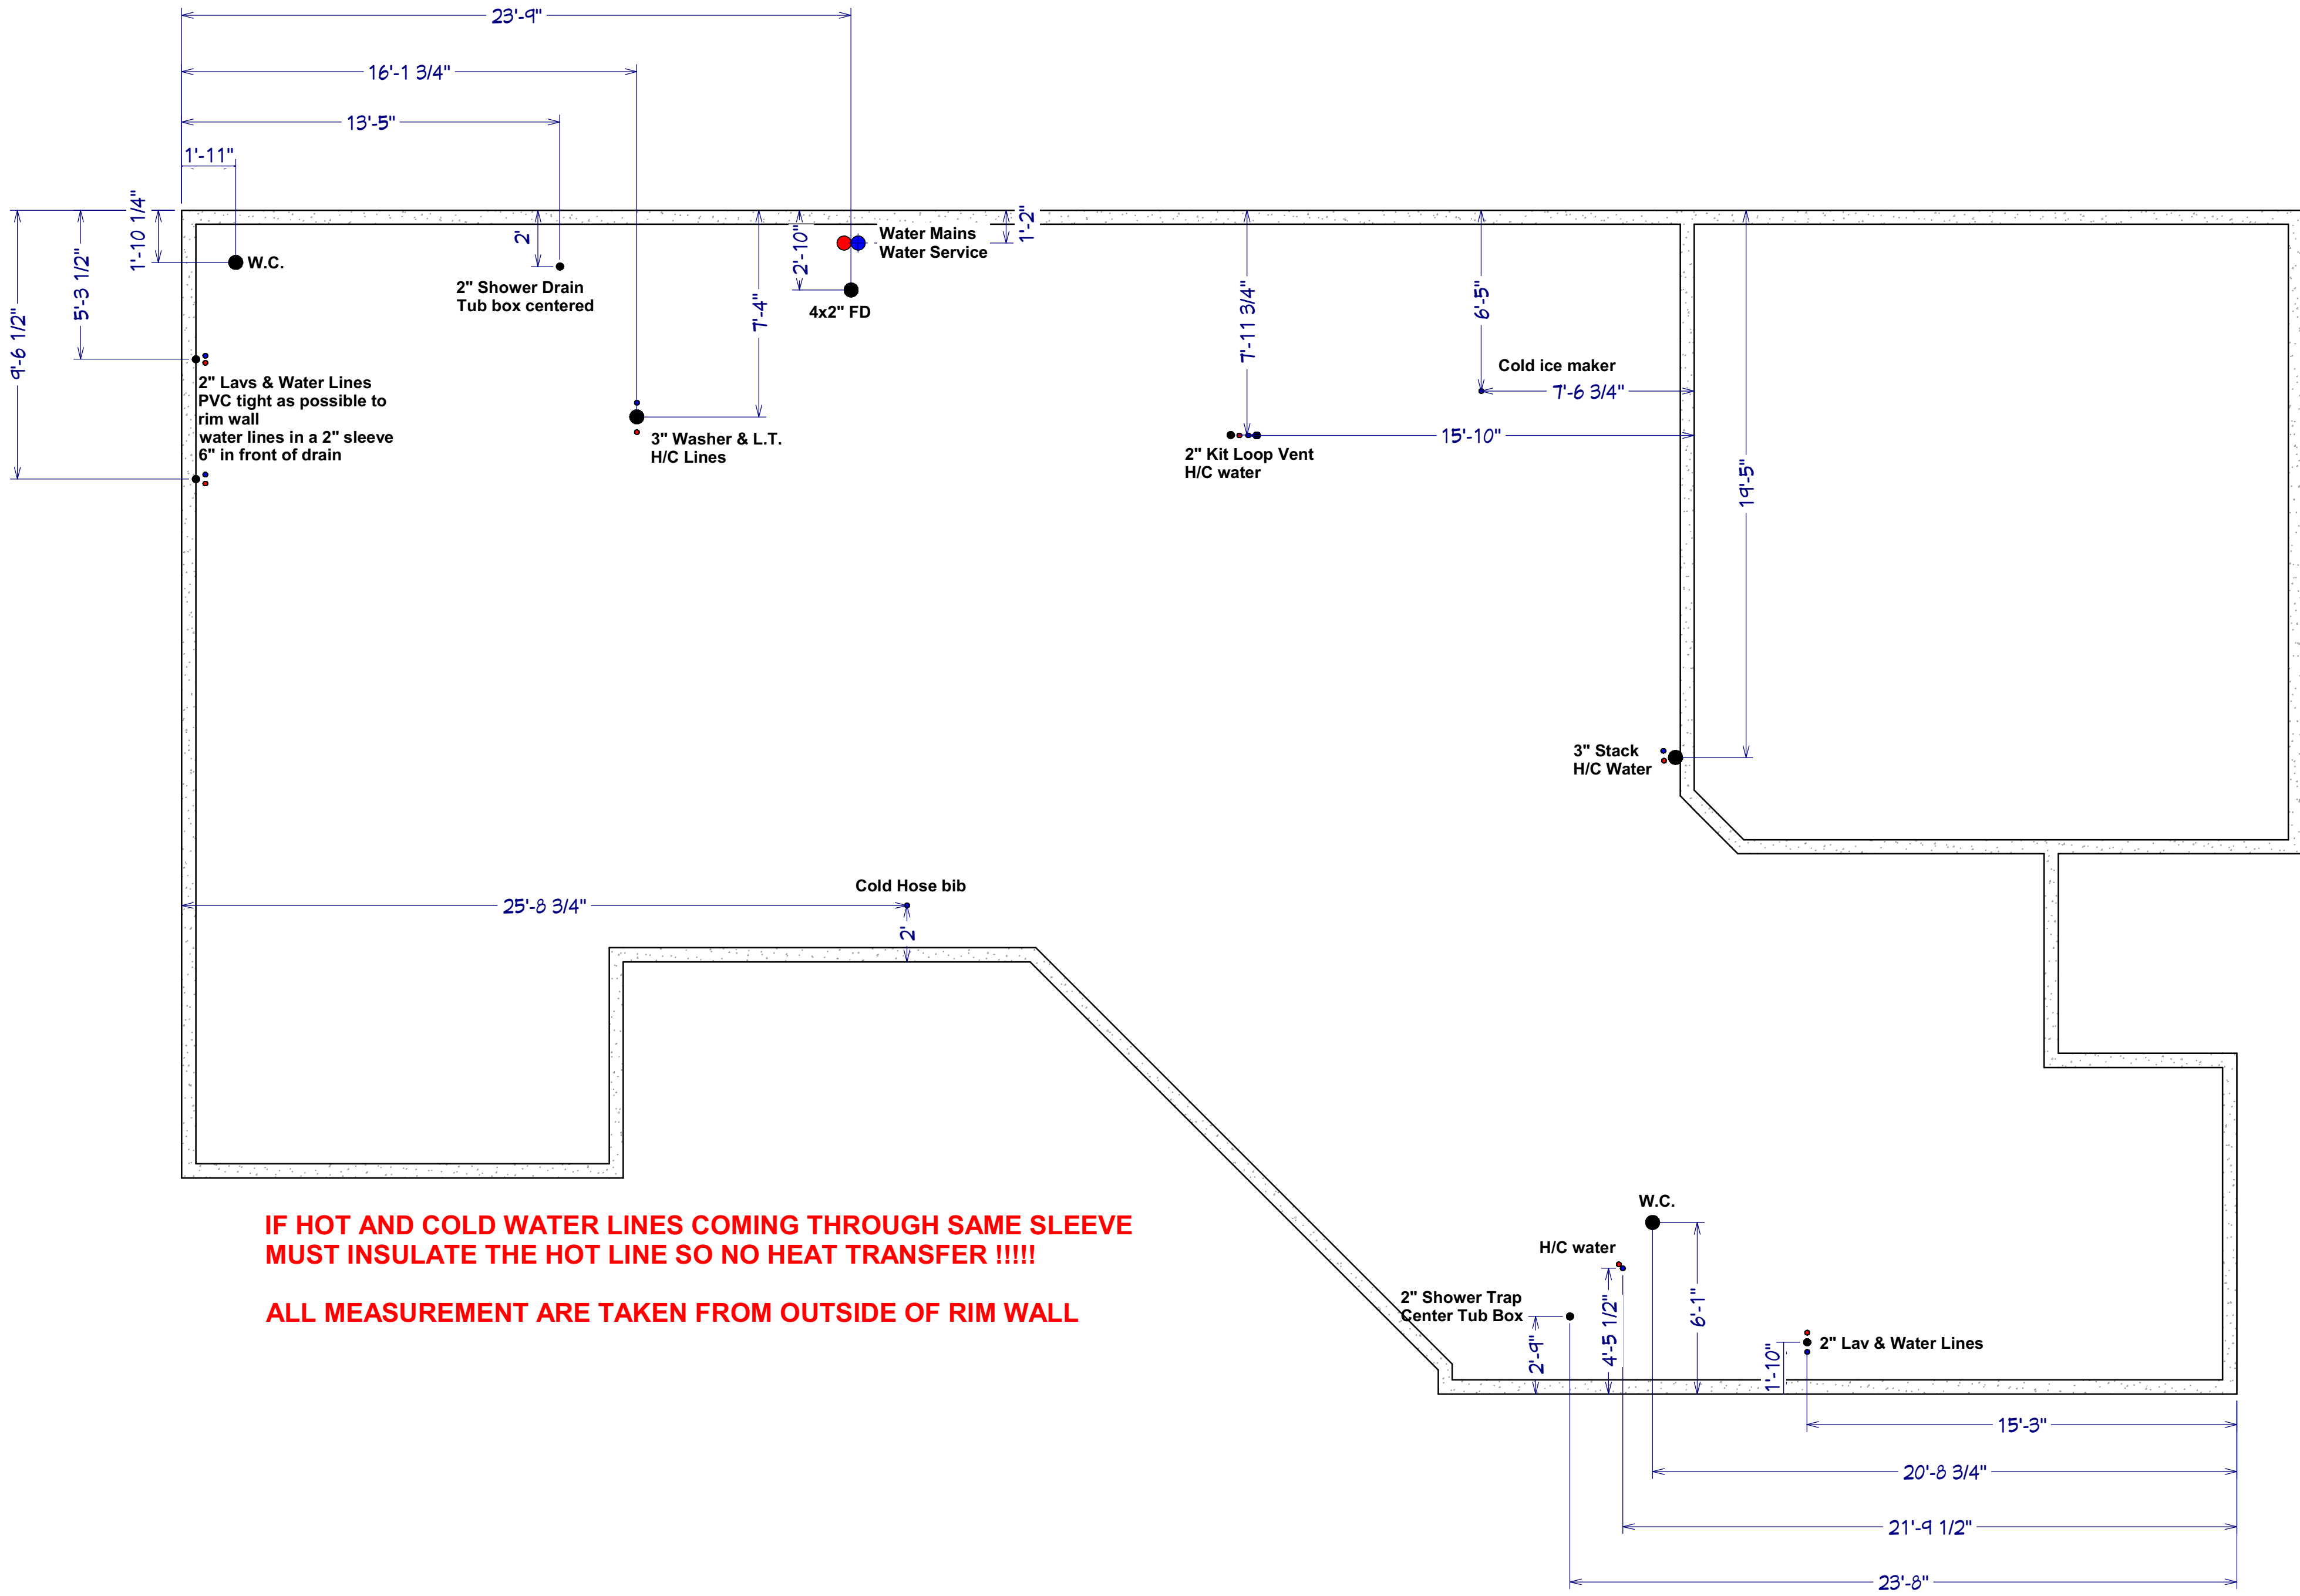 23'-9"
16'-1 3/4"
13'-5"
1'-11"
1'-10 1/4"
5'-3 1/2"
9'-6 1/2"
W.C.
2'
2" Shower Drain
Tub box centered
7'-4"
2'-10"
4x2" FD
Water Mains
Water Service
1'-2"
7'-11 3/4"
6'-5"
Cold ice maker
7'-6 3/4"
15'-10"
2" Lavs & Water Lines
PVC tight as possible to
rim wall
water lines in a 2" sleeve
6" in front of drain
3" Washer & L.T.
H/C Lines
2" Kit Loop Vent
H/C water
19'-5"
3" Stack
H/C Water
Cold Hose bib
25'-8 3/4"
2'
IF HOT AND COLD WATER LINES COMING THROUGH SAME SLEEVE
MUST INSULATE THE HOT LINE SO NO HEAT TRANSFER !!!!!
ALL MEASUREMENT ARE TAKEN FROM OUTSIDE OF RIM WALL
W.C.
H/C water
2" Shower Trap
Center Tub Box
2'-9"
4'-5 1/2"
6'-1"
1'-10"
2" Lav & Water Lines
15'-3"
20'-8 3/4"
21'-9 1/2"
23'-8"